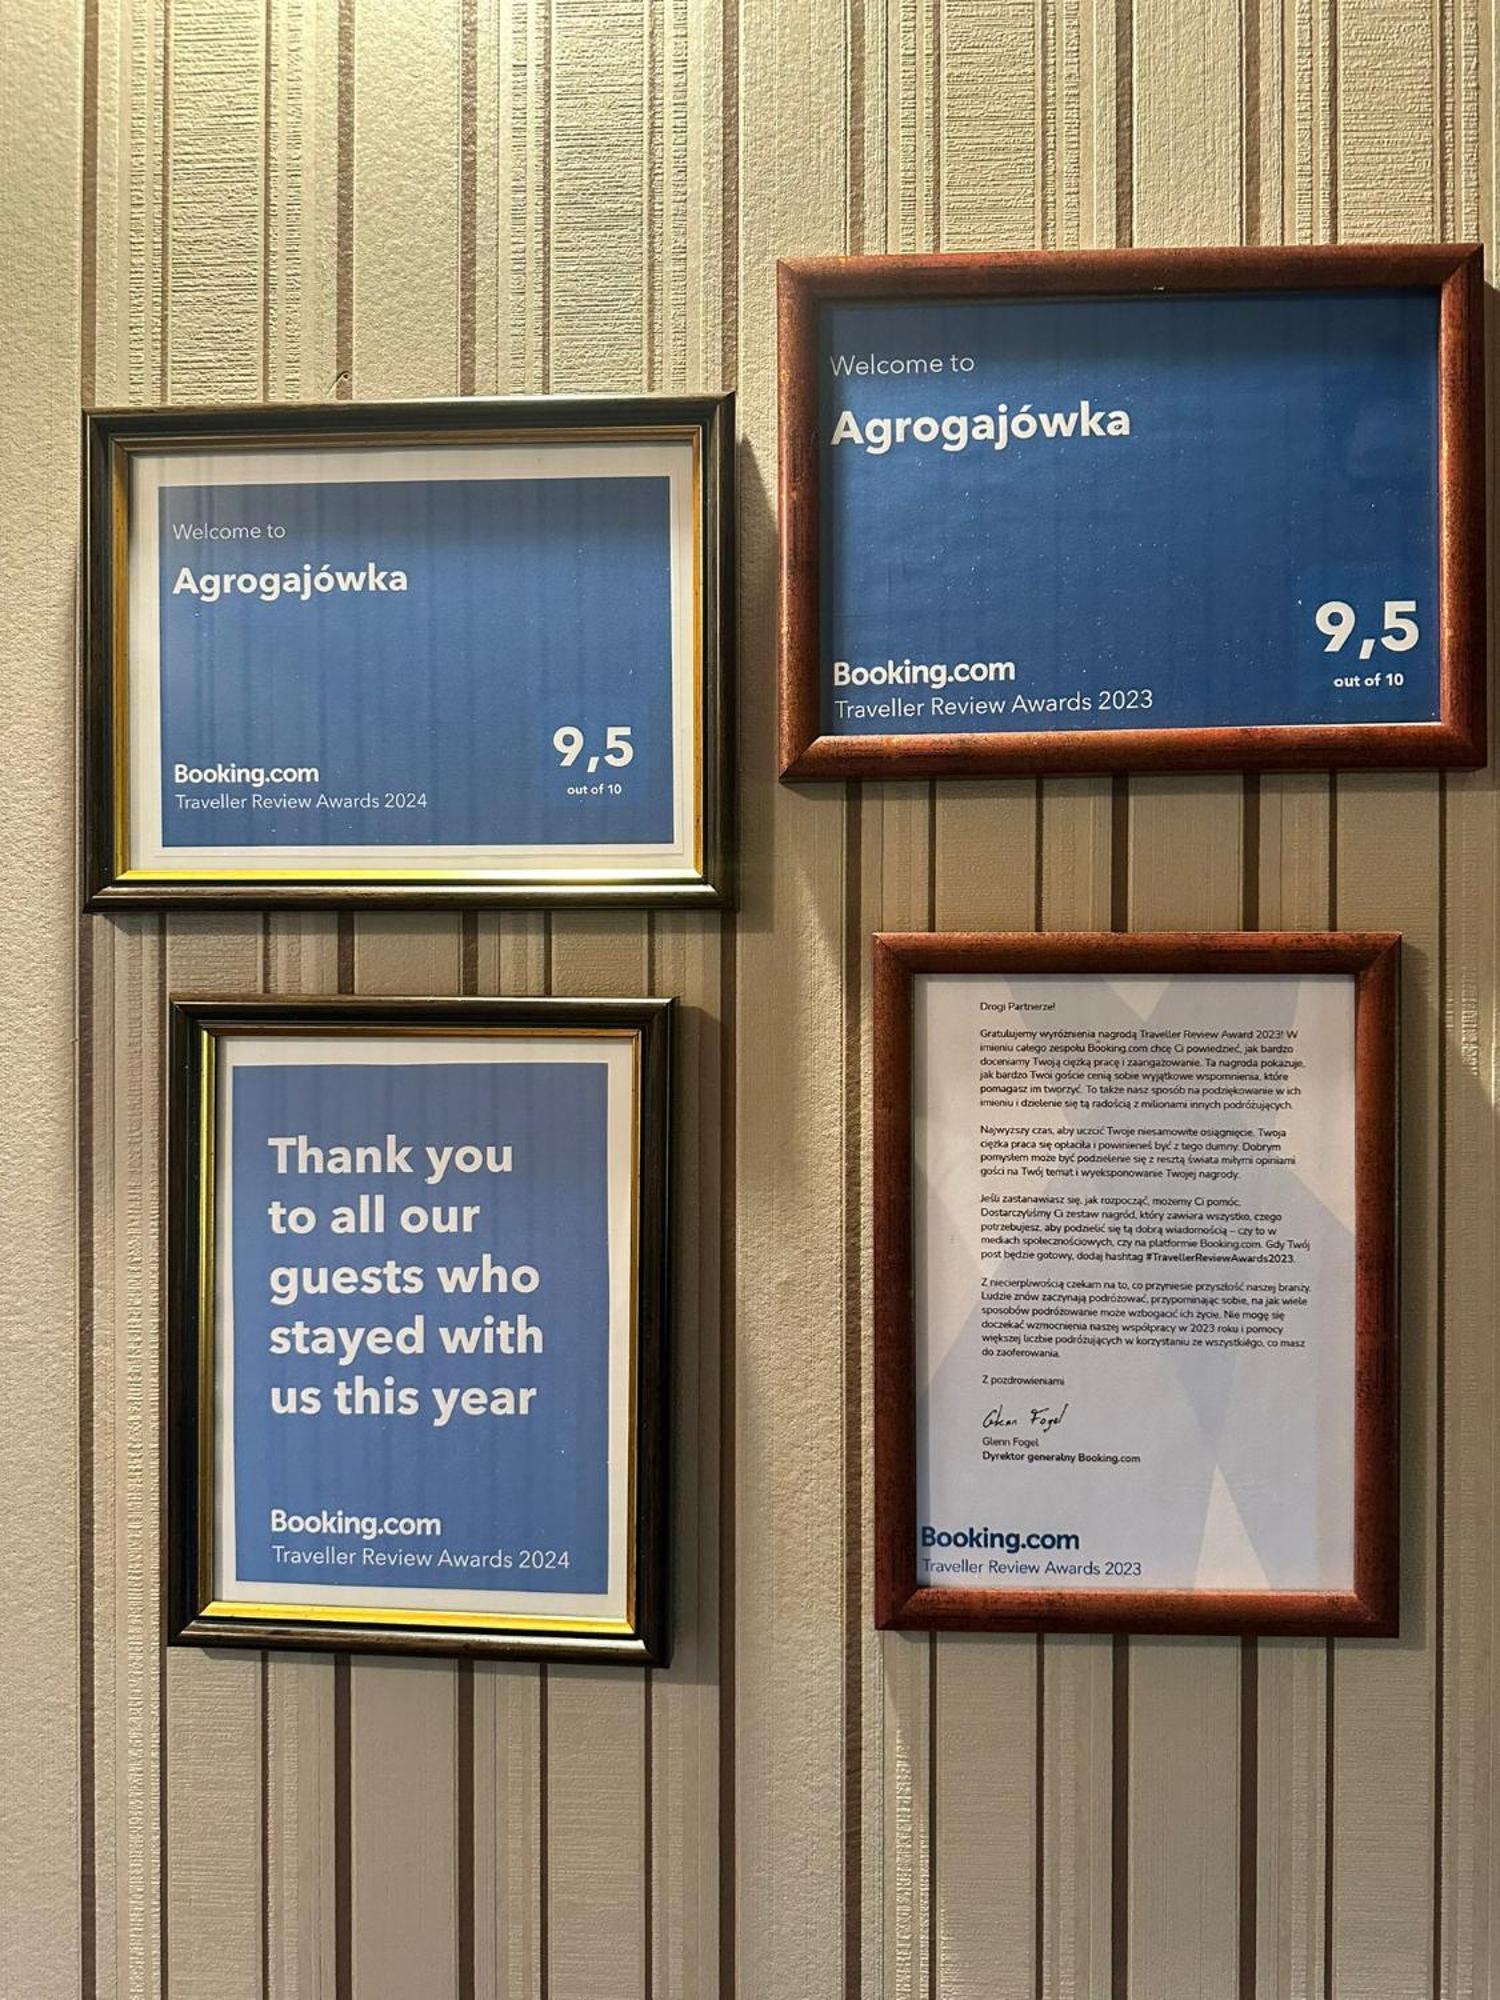 Welcome to
Agrogajówka
Booking.com
Traveller Review Awards 2024
9,5
out of 10
Welcome to
Agrogajówka
Booking.com
Traveller Review Awards 2023
9,5
out of 10
Thank you
to all our
guests who
stayed with
us this year
Booking.com
Traveller Review Awards 2024
Drogi Partnerze!
Gratulujemy wyróżnienia nagrodą Traveller Review Award 2023! W
imieniu całego zespołu Booking.com chcę Ci powiedzieć, jak bardzo
doceniamy Twoją ciężką pracę i zaangażowanie. Ta nagroda pokazuje,
jak bardzo Twoi goście cenią sobie wyjątkowe wspomnienia, które
pomagasz im tworzyć. To także nasz sposób na podziękowanie w ich
imieniu i dzielenie się tą radością z milionami innych podróżujących.
Najwyższy czas, aby uczcić Twoje niesamowite osiągnięcie. Twoja
ciężka praca się opłaciła i powinieneś być z tego dumny. Dobrym
pomysłem może być podzielenie się z resztą świata miłymi opiniami
gości na Twój temat i wyeksponowanie Twojej nagrody.
Jeśli zastanawiasz się, jak rozpocząć, możemy Ci pomóc.
Dostarczyliśmy Ci zestaw nagród, który zawiera wszystko, czego
potrzebujesz, aby podzielić się tą dobrą wiadomością – czy to w
mediach społecznościowych, czy na platformie Booking.com. Gdy Twój
post będzie gotowy, dodaj hashtag #TravellerReviewAwards2023.
Z niecierpliwością czekam na to, co przyniesie przyszłość naszej branży.
Ludzie znów zaczynają podróżować, przypominając sobie, na jak wiele
sposobów podróżowanie może wzbogacić ich życie. Nie mogę się
doczekać wzmocnienia naszej współpracy w 2023 roku i pomocy
większej liczbie podróżujących w korzystaniu ze wszystkiego, co masz
do zaoferowania.
Z pozdrowieniami
Glenn Fogel
Glenn Fogel
Dyrektor generalny Booking.com
Booking.com
Traveller Review Awards 2023